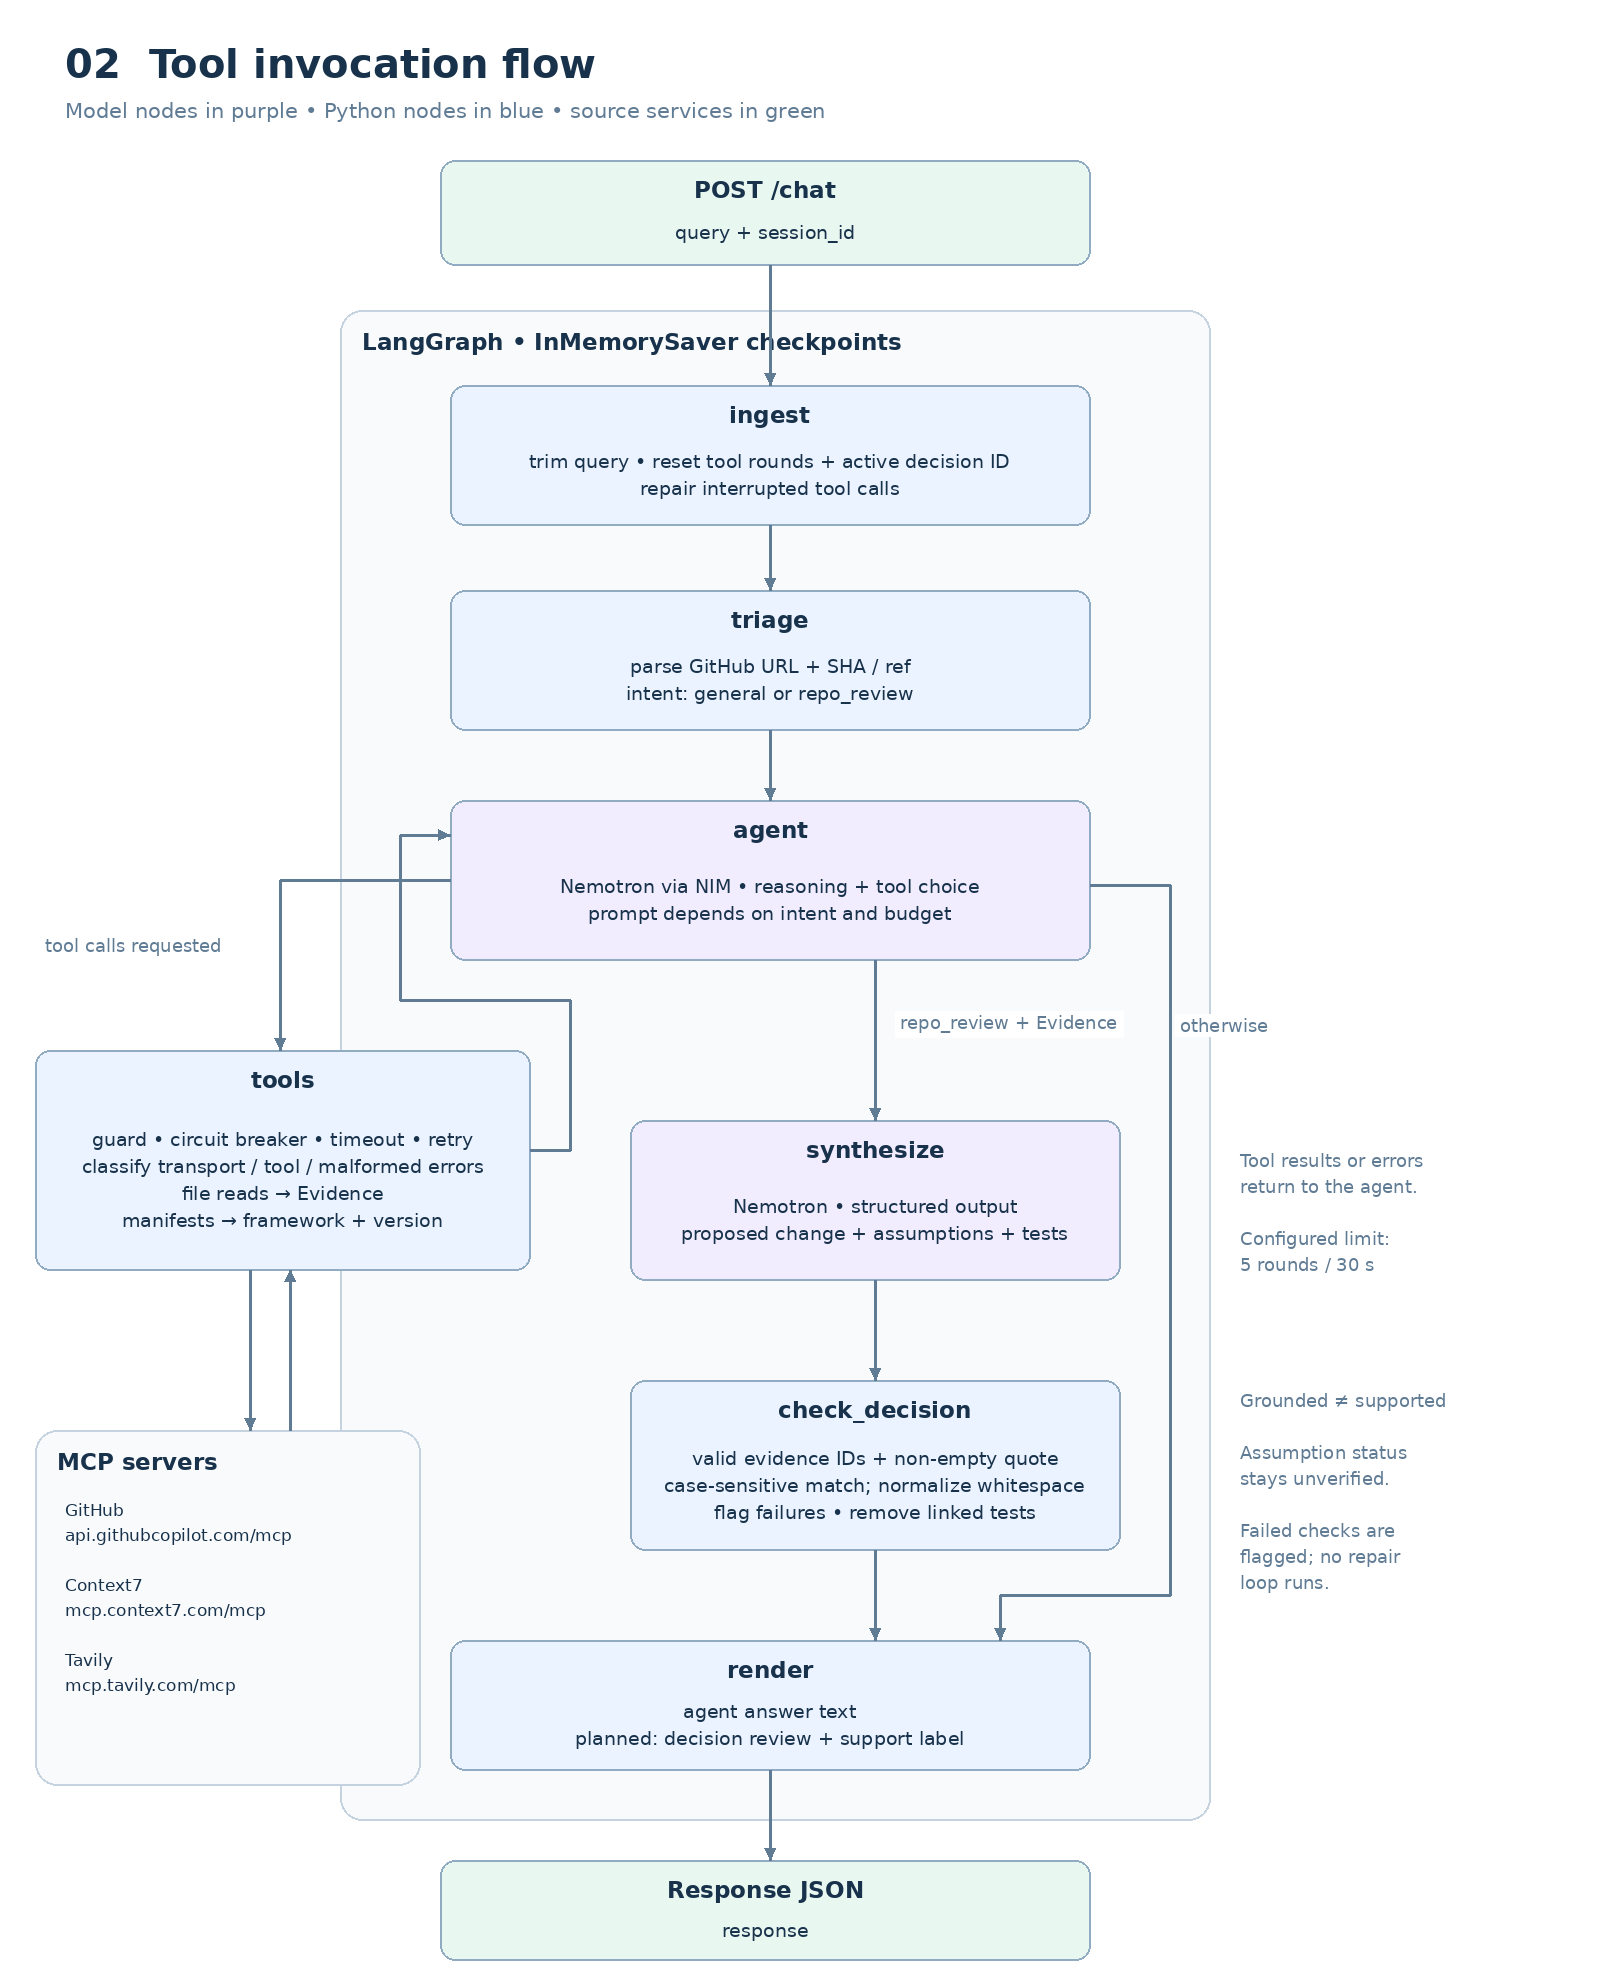 02  Tool invocation flow
Model nodes in purple • Python nodes in blue • source services in green
POST /chat
query + session_id
LangGraph • InMemorySaver checkpoints
ingest
trim query • reset tool rounds + active decision ID
repair interrupted tool calls
triage
parse GitHub URL + SHA / ref
intent: general or repo_review
agent
Nemotron via NIM • reasoning + tool choice
prompt depends on intent and budget
tool calls requested
repo_review + Evidence
otherwise
tools
guard • circuit breaker • timeout • retry
classify transport / tool / malformed errors
file reads → Evidence
manifests → framework + version
synthesize
Nemotron • structured output
proposed change + assumptions + tests
Tool results or errors
return to the agent.
Configured limit:
5 rounds / 30 s
check_decision
valid evidence IDs + non-empty quote
case-sensitive match; normalize whitespace
flag failures • remove linked tests
Grounded ≠ supported
Assumption status
stays unverified.
Failed checks are
flagged; no repair
loop runs.
MCP servers
GitHub
api.githubcopilot.com/mcp
Context7
mcp.context7.com/mcp
Tavily
mcp.tavily.com/mcp
render
agent answer text
planned: decision review + support label
Response JSON
response